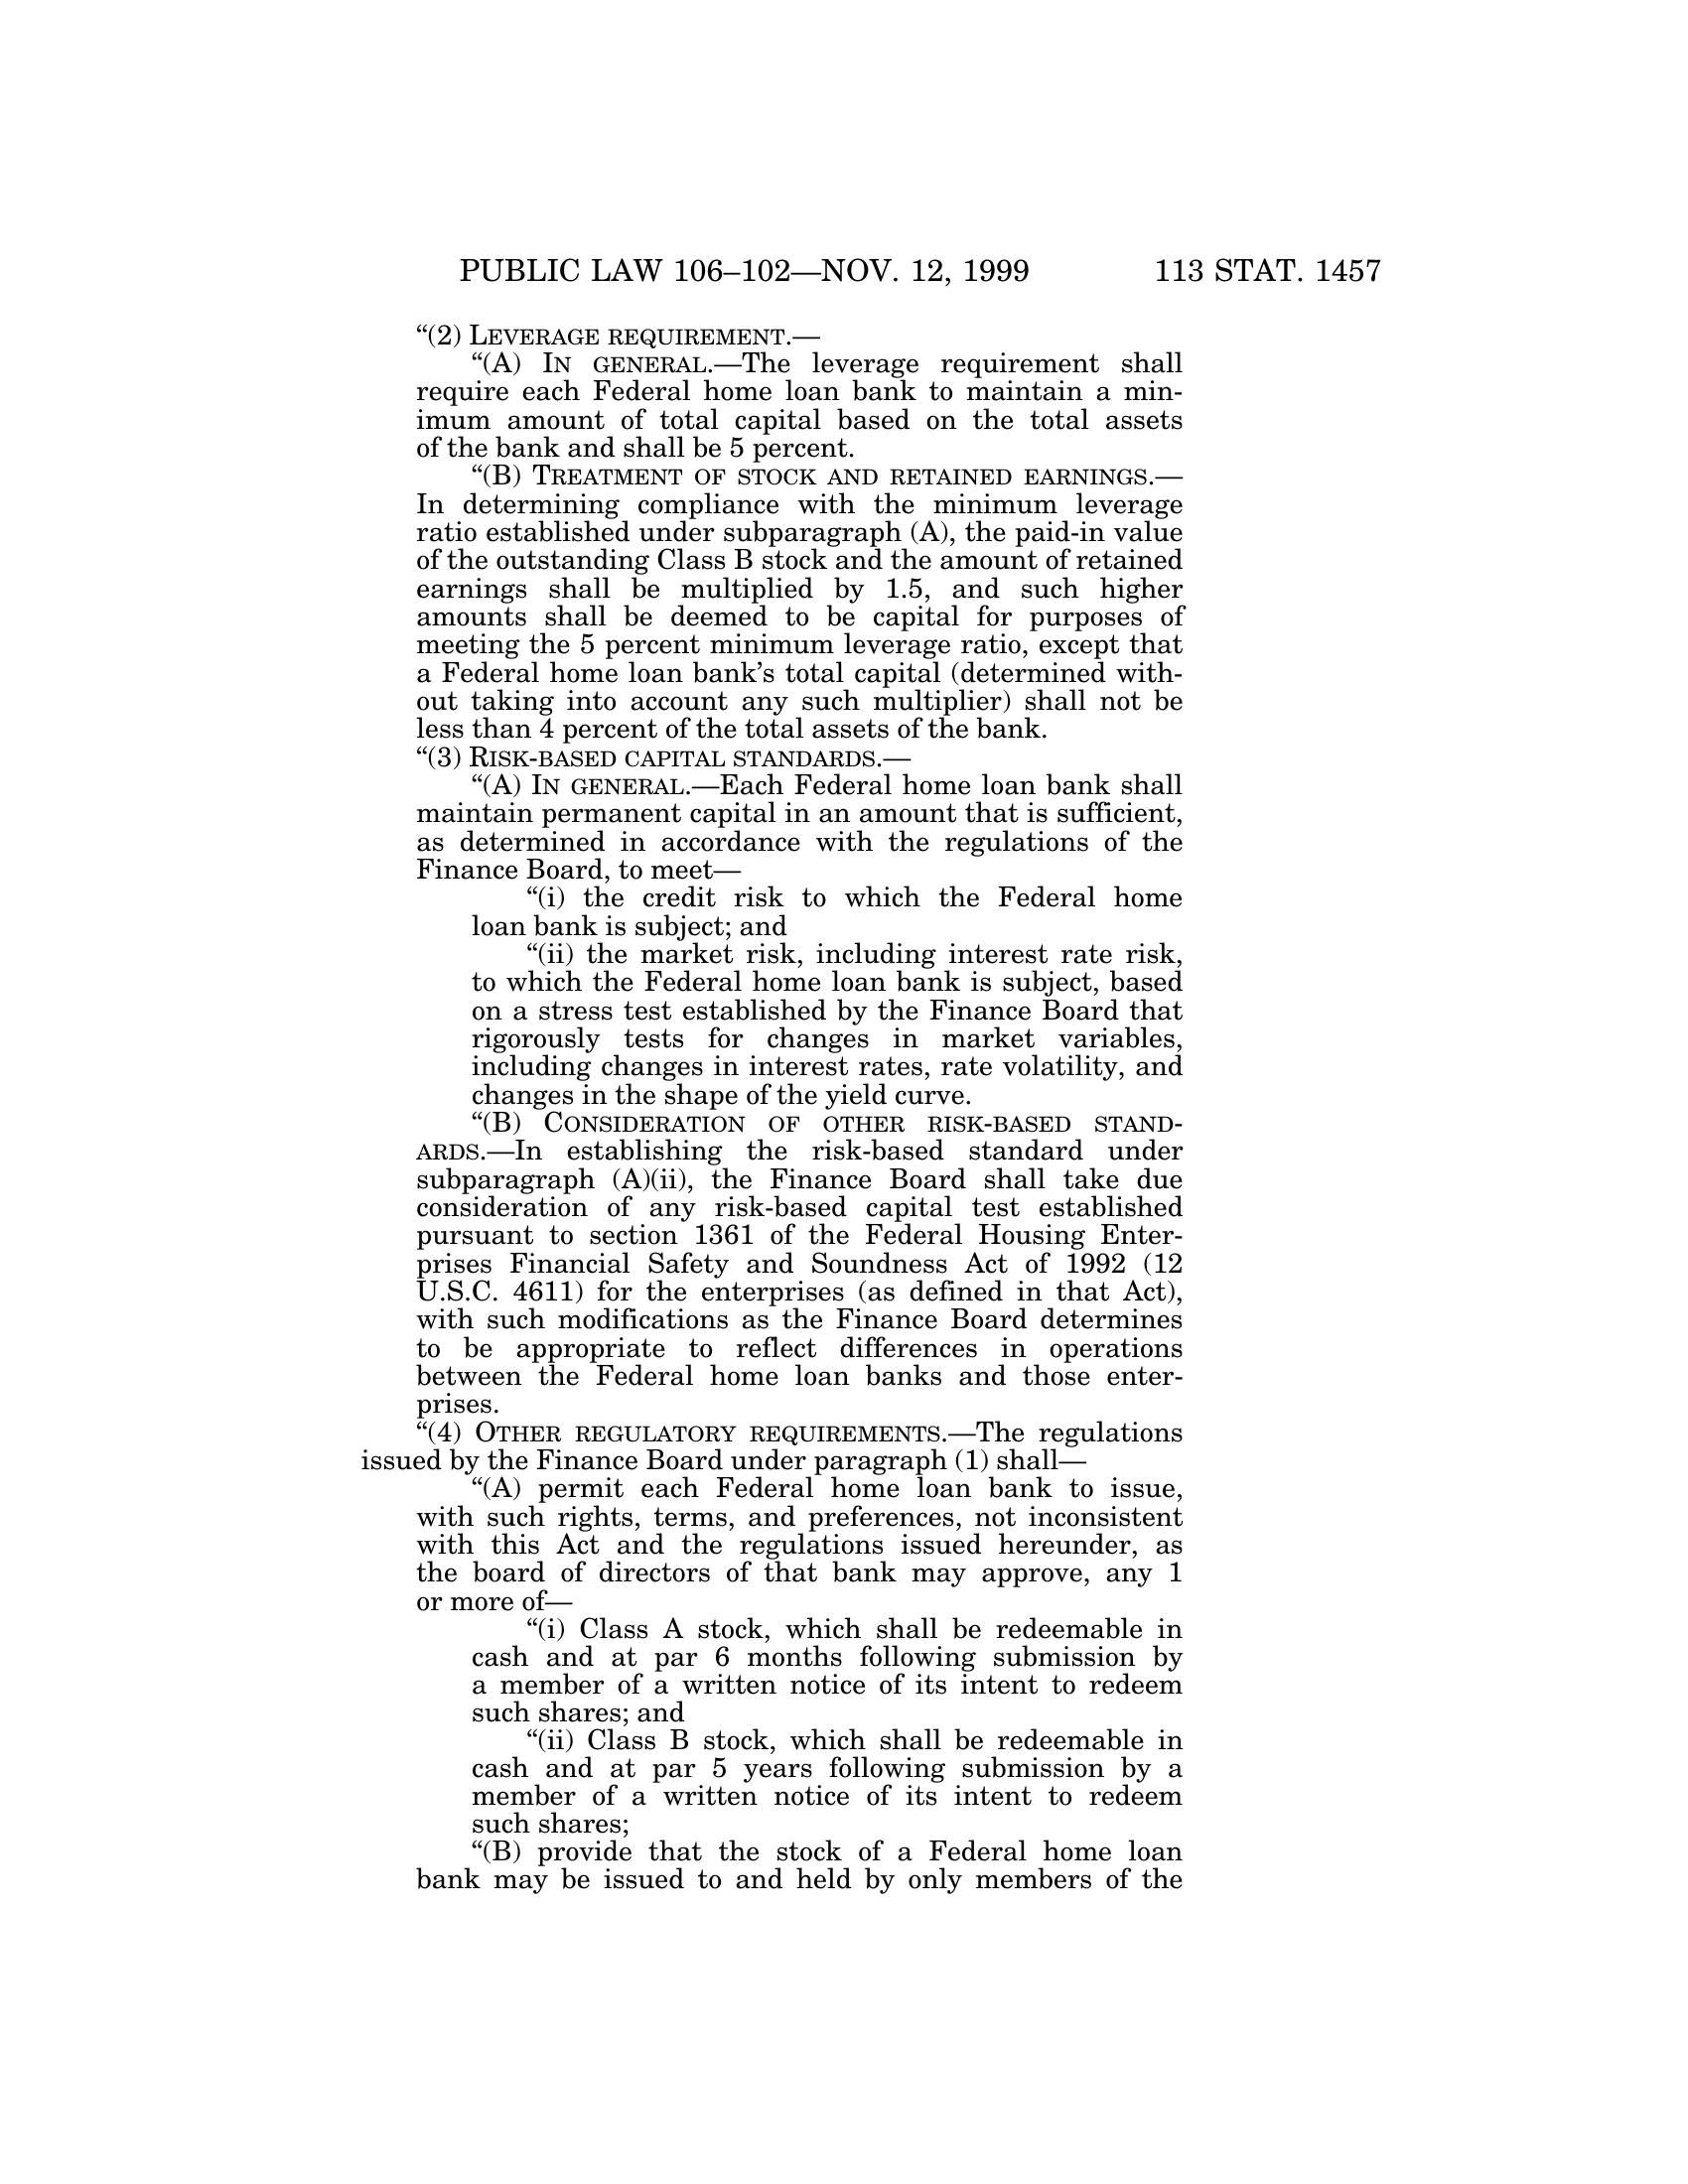 PUBLIC LAW 106–102—NOV. 12, 1999 113 STAT. 1457
“(2) LEVERAGE REQUIREMENT.—
“(A) IN GENERAL.—The leverage requirement shall
require each Federal home loan bank to maintain a min-
imum amount of total capital based on the total assets
of the bank and shall be 5 percent.
“(B) TREATMENT OF STOCK AND RETAINED EARNINGS.—
In determining compliance with the minimum leverage
ratio established under subparagraph (A), the paid-in value
of the outstanding Class B stock and the amount of retained
earnings shall be multiplied by 1.5, and such higher
amounts shall be deemed to be capital for purposes of
meeting the 5 percent minimum leverage ratio, except that
a Federal home loan bank’s total capital (determined with-
out taking into account any such multiplier) shall not be
less than 4 percent of the total assets of the bank.
“(3) RISK-BASED CAPITAL STANDARDS.—
“(A) IN GENERAL.—Each Federal home loan bank shall
maintain permanent capital in an amount that is sufficient,
as determined in accordance with the regulations of the
Finance Board, to meet—
“(i) the credit risk to which the Federal home
loan bank is subject; and
“(ii) the market risk, including interest rate risk,
to which the Federal home loan bank is subject, based
on a stress test established by the Finance Board that
rigorously tests for changes in market variables,
including changes in interest rates, rate volatility, and
changes in the shape of the yield curve.
“(B) CONSIDERATION OF OTHER RISK-BASED STAND-
ARDS.—In establishing the risk-based standard under
subparagraph (A)(ii), the Finance Board shall take due
consideration of any risk-based capital test established
pursuant to section 1361 of the Federal Housing Enter-
prises Financial Safety and Soundness Act of 1992 (12
U.S.C. 4611) for the enterprises (as defined in that Act),
with such modifications as the Finance Board determines
to be appropriate to reflect differences in operations
between the Federal home loan banks and those enter-
prises.
“(4) OTHER REGULATORY REQUIREMENTS.—The regulations
issued by the Finance Board under paragraph (1) shall—
“(A) permit each Federal home loan bank to issue,
with such rights, terms, and preferences, not inconsistent
with this Act and the regulations issued hereunder, as
the board of directors of that bank may approve, any 1
or more of—
“(i) Class A stock, which shall be redeemable in
cash and at par 6 months following submission by
a member of a written notice of its intent to redeem
such shares; and
“(ii) Class B stock, which shall be redeemable in
cash and at par 5 years following submission by a
member of a written notice of its intent to redeem
such shares;
“(B) provide that the stock of a Federal home loan
bank may be issued to and held by only members of the